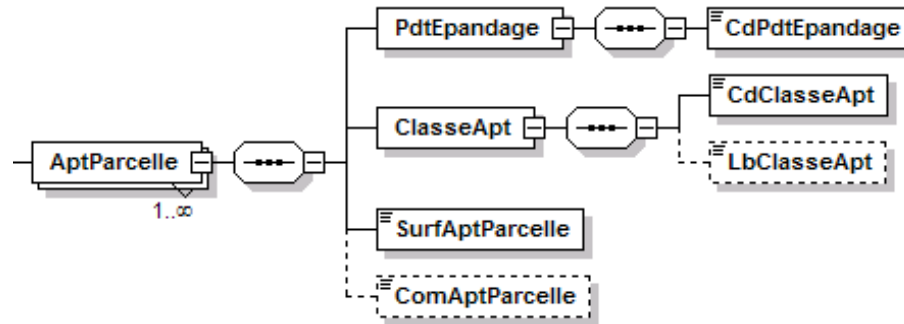 PdtEpandage
CdPdtEpandage
CdClasseApt
ClasseApt
AptParcelle
LbClasseApt
1..∞
SurfAptParcelle
ComAptParcelle